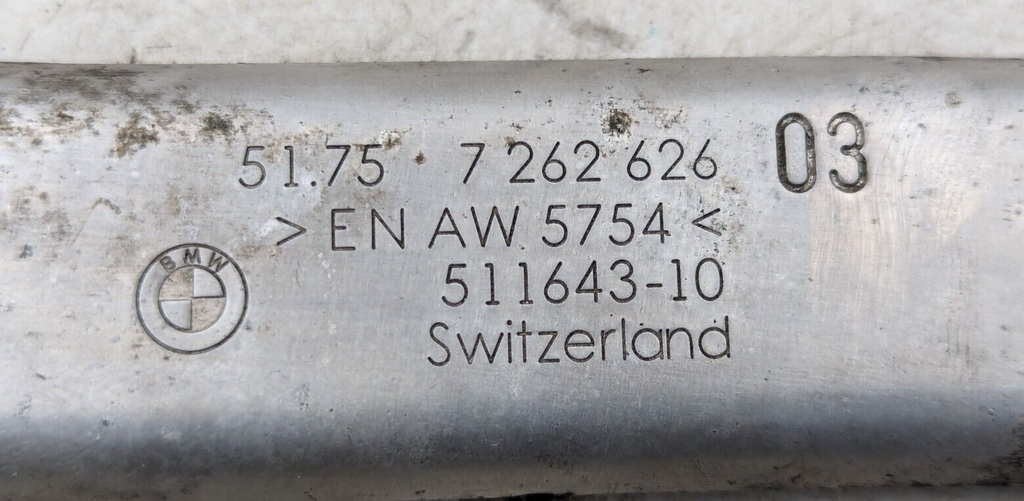 51.75 7 262 626 03
> EN AW 5754 <
BMW
511643-10
Switzerland